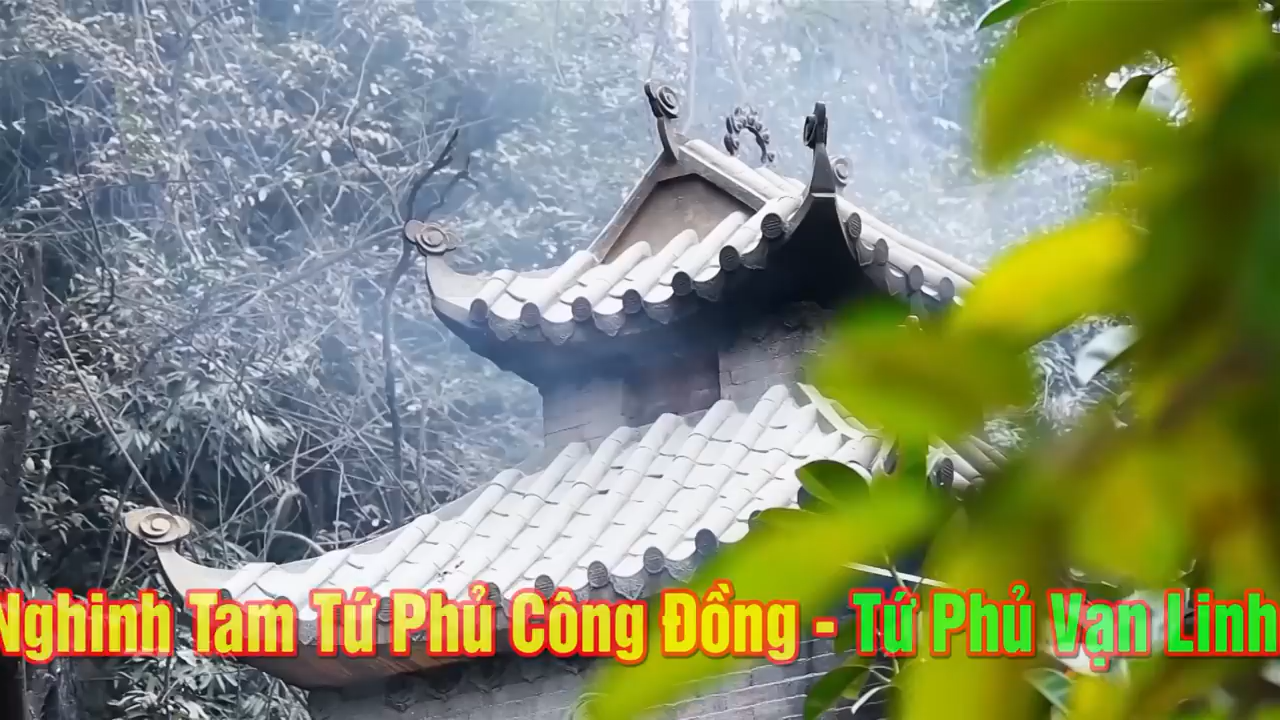 Nghinh Tam Tứ Phủ Công Đồng - Tứ Phủ Vạn Linh